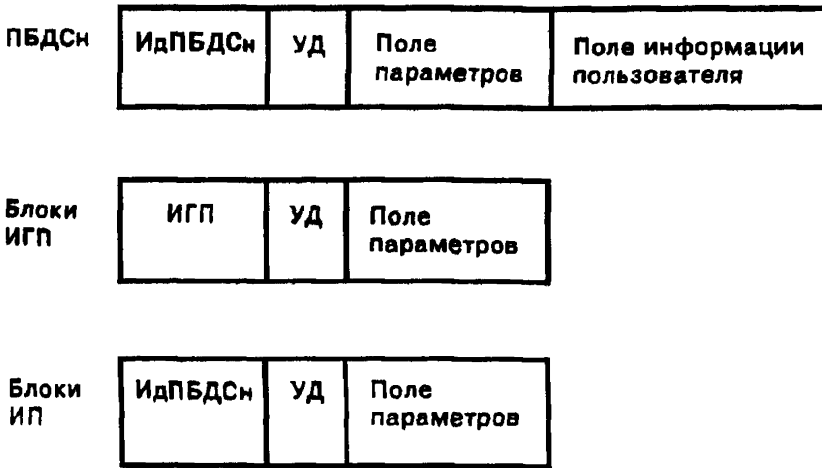 ПБДСн ИдПБДСн УД Поле параметров Поле информации пользователя
Блоки ИГП ИГП УД Поле параметров
Блоки ИП ИдПБДСн УД Поле параметров